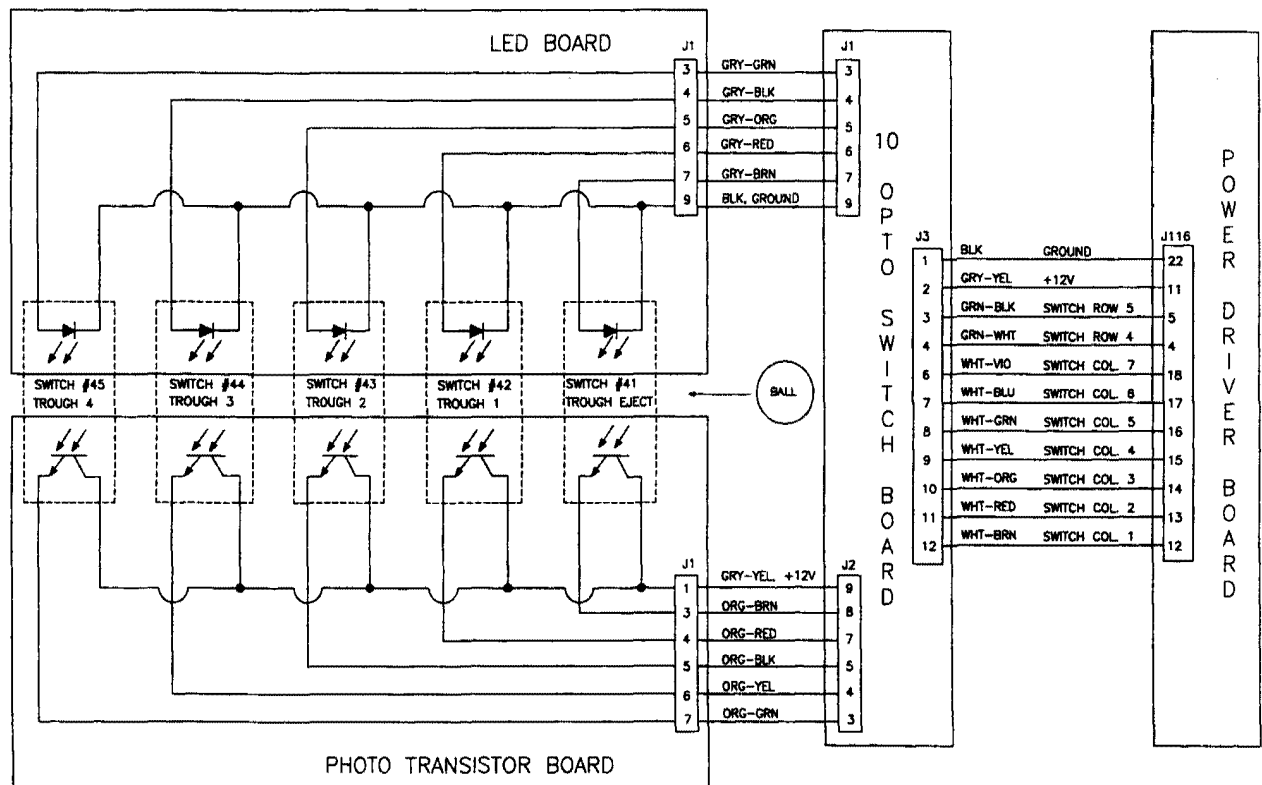 LED BOARD
J1
3 GRY-GRN 3
4 GRY-BLK 4
5 GRY-ORG 5
6 GRY-RED 6
7 GRY-BRN 7
9 BLK, GROUND 9
J1
SWITCH #45
TROUGH 4
SWITCH #44
TROUGH 3
SWITCH #43
TROUGH 2
SWITCH #42
TROUGH 1
SWITCH #41
TROUGH EJECT
BALL
PHOTO TRANSISTOR BOARD
J1
J2
1 GRY-YEL, +12V 9
3 ORG-BRN 8
4 ORG-RED 7
5 ORG-BLK 5
6 ORG-YEL 4
7 ORG-GRN 3
10 OPTO SWITCH BOARD
J3
J116
1 BLK GROUND 22
2 GRY-YEL +12V 11
3 GRN-BLK SWITCH ROW 5 5
4 GRN-WHT SWITCH ROW 4 4
6 WHT-VIO SWITCH COL. 7 18
7 WHT-BLU SWITCH COL. 6 17
8 WHT-GRN SWITCH COL. 5 16
9 WHT-YEL SWITCH COL. 4 15
10 WHT-ORG SWITCH COL. 3 14
11 WHT-RED SWITCH COL. 2 13
12 WHT-BRN SWITCH COL. 1 12
POWER DRIVER BOARD